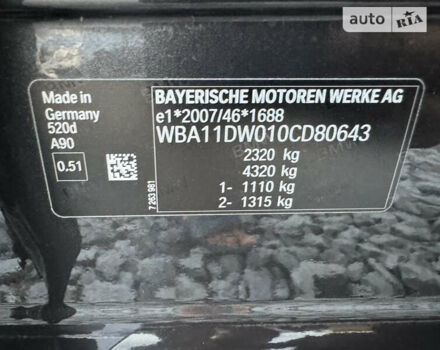 auto RIA
Made in
Germany
520d
A90
0.51
BAYERISCHE MOTOREN WERKE AG
e1*2007/46*1688
WBA11DW010CD80643
2320 kg
4320 kg
1- 1110 kg
2- 1315 kg
7 263 981